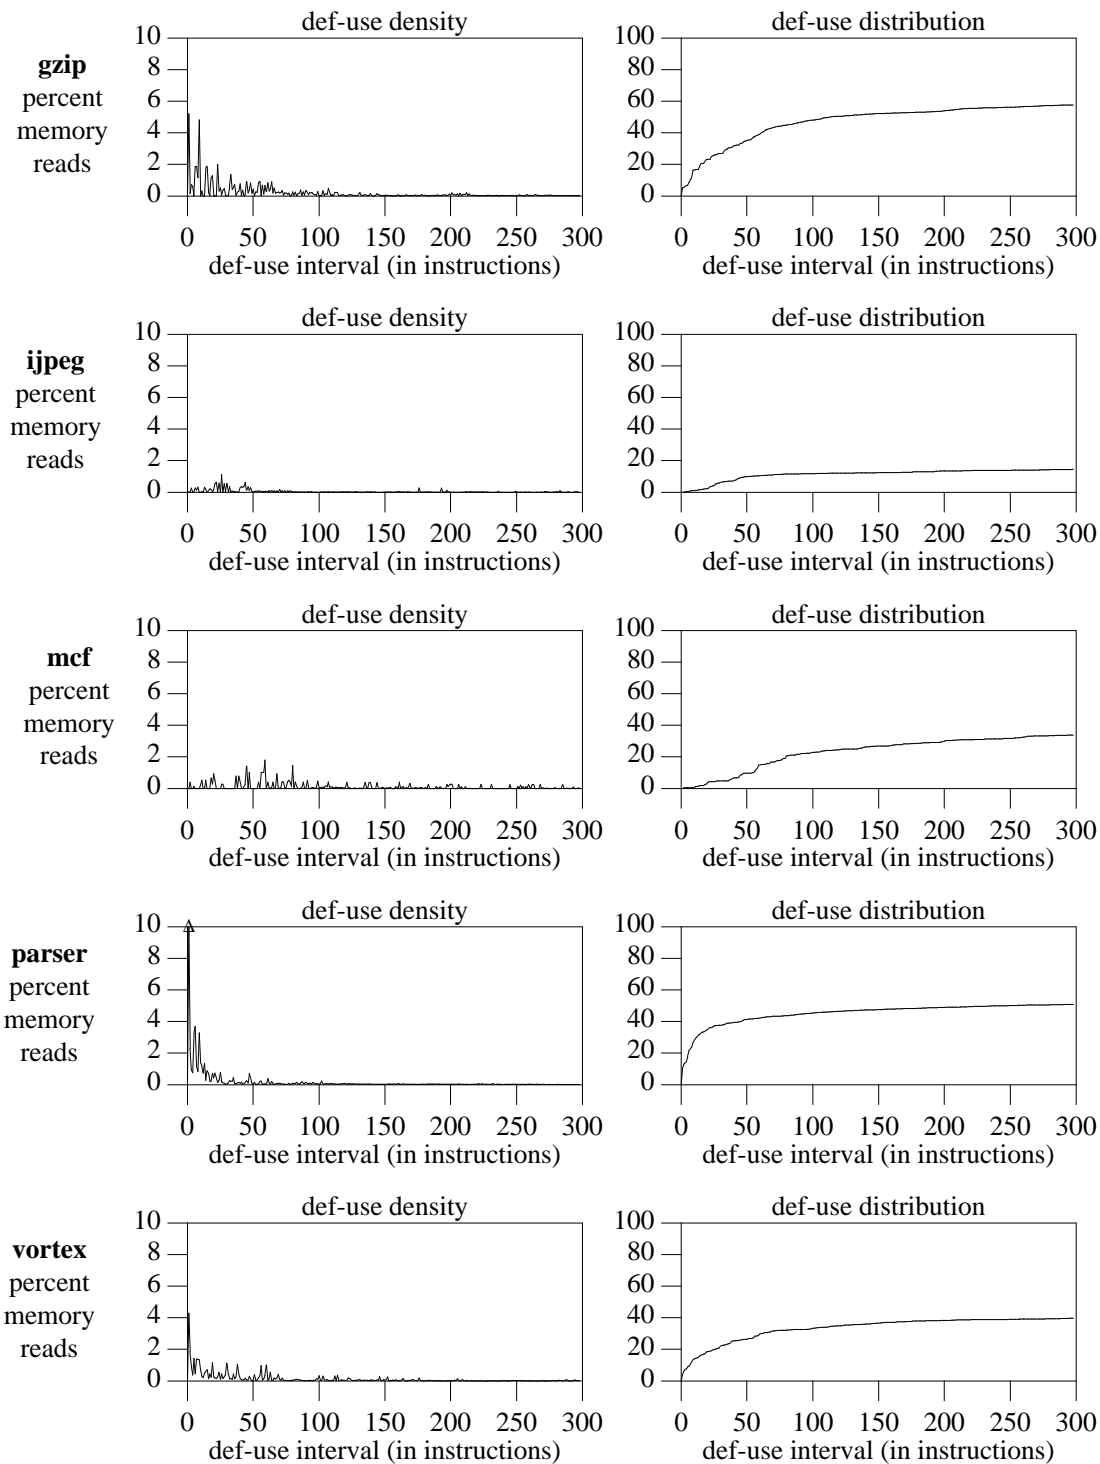 def-use density
def-use distribution
gzip
percent
memory
reads
10
8
6
4
2
0
0 50 100 150 200 250 300
def-use interval (in instructions)
100
80
60
40
20
0
0 50 100 150 200 250 300
def-use interval (in instructions)
def-use density
def-use distribution
ijpeg
percent
memory
reads
10
8
6
4
2
0
0 50 100 150 200 250 300
def-use interval (in instructions)
100
80
60
40
20
0
0 50 100 150 200 250 300
def-use interval (in instructions)
def-use density
def-use distribution
mcf
percent
memory
reads
10
8
6
4
2
0
0 50 100 150 200 250 300
def-use interval (in instructions)
100
80
60
40
20
0
0 50 100 150 200 250 300
def-use interval (in instructions)
def-use density
def-use distribution
parser
percent
memory
reads
10
8
6
4
2
0
0 50 100 150 200 250 300
def-use interval (in instructions)
100
80
60
40
20
0
0 50 100 150 200 250 300
def-use interval (in instructions)
def-use density
def-use distribution
vortex
percent
memory
reads
10
8
6
4
2
0
0 50 100 150 200 250 300
def-use interval (in instructions)
100
80
60
40
20
0
0 50 100 150 200 250 300
def-use interval (in instructions)